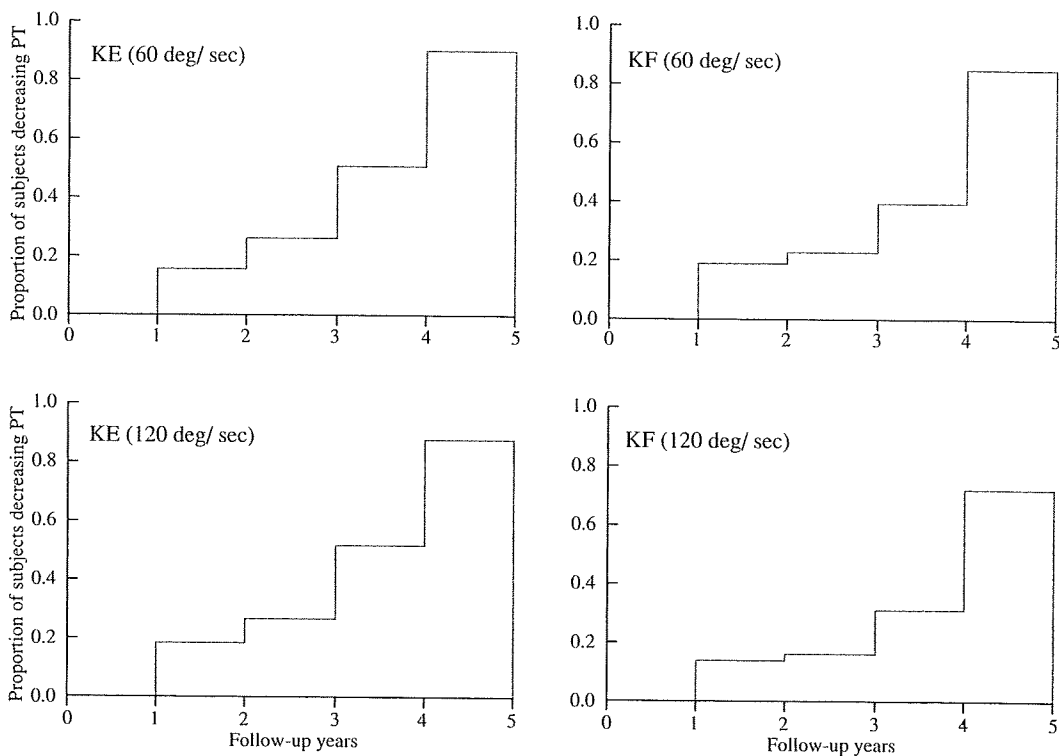 Proportion of subjects decreasing PT
KE (60 deg/ sec)
1.0
0.8
0.6
0.4
0.2
0.0
0 1 2 3 4 5
KF (60 deg/ sec)
1.0
0.8
0.6
0.4
0.2
0.0
0 1 2 3 4 5
Proportion of subjects decreasing PT
KE (120 deg/ sec)
1.0
0.8
0.6
0.4
0.2
0.0
0 1 2 3 4 5
Follow-up years
KF (120 deg/ sec)
1.0
0.8
0.6
0.4
0.2
0.0
0 1 2 3 4 5
Follow-up years